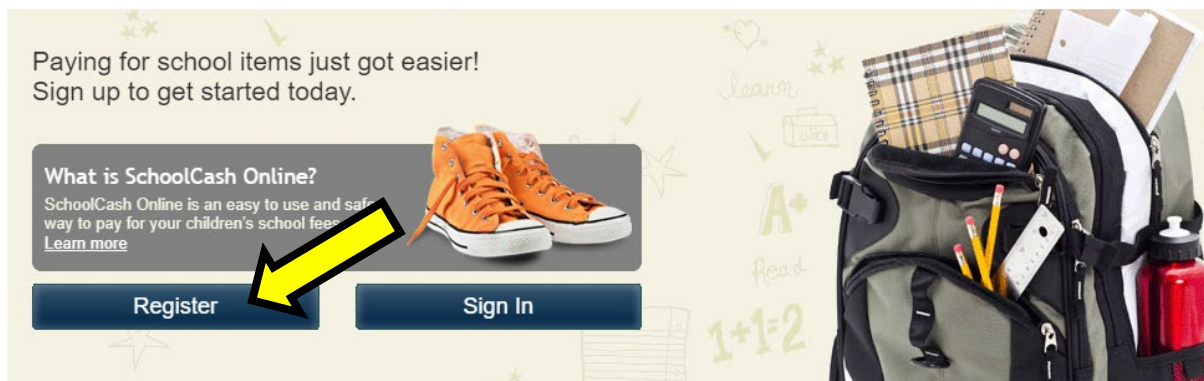 Paying for school items just got easier!
Sign up to get started today.
What is SchoolCash Online?
SchoolCash Online is an easy to use and safe
way to pay for your children's school fees
Learn more
Register
Sign In
learn
LUNCH
A+
Read
1+1=2